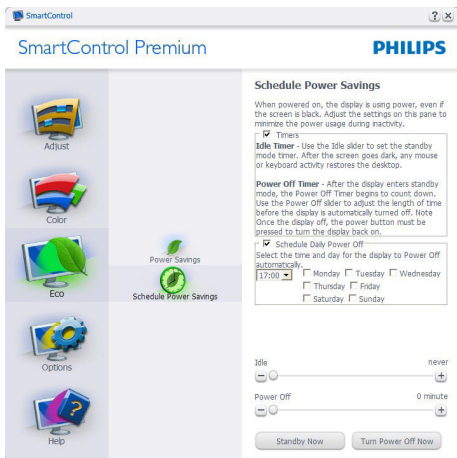 SmartControl
SmartControl Premium
PHILIPS
Adjust
Color
Eco
Options
Help
Power Savings
Schedule Power Savings
Schedule Power Savings
When powered on, the display is using power, even if
the screen is black. Adjust the settings on this pane to
minimize the power usage during inactivity.
Timers
Idle Timer - Use the Idle slider to set the standby
mode timer. After the screen goes dark, any mouse
or keyboard activity restores the desktop.
Power Off Timer - After the display enters standby
mode, the Power Off Timer begins to count down.
Use the Power Off slider to adjust the length of time
before the display is automatically turned off. Note
Once the display off, the power button must be
pressed to turn the display back on.
Schedule Daily Power Off
Select the time and day for the display to Power Off
automatically.
17:00 Monday Tuesday Wednesday
Thursday Friday
Saturday Sunday
Idle never
Power Off 0 minute
Standby Now Turn Power Off Now